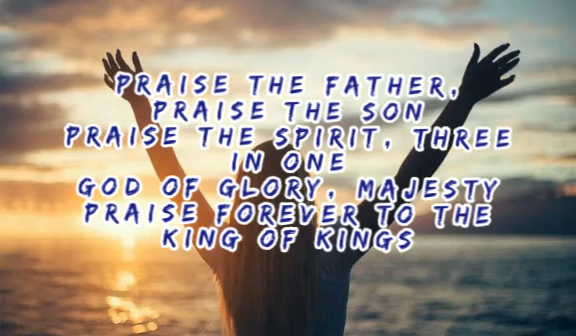 PRAISE THE FATHER,
PRAISE THE SON
PRAISE THE SPIRIT, THREE
IN ONE
GOD OF GLORY, MAJESTY
PRAISE FOREVER TO THE
KING OF KINGS